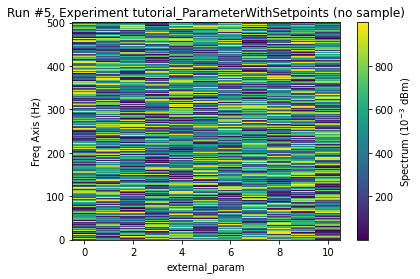 Run #5, Experiment tutorial_ParameterWithSetpoints (no sample)
500
400
300
200
100
0
Freq Axis (Hz)
0 2 4 6 8 10
external_param
800
600
400
200
Spectrum (10⁻³ dBm)